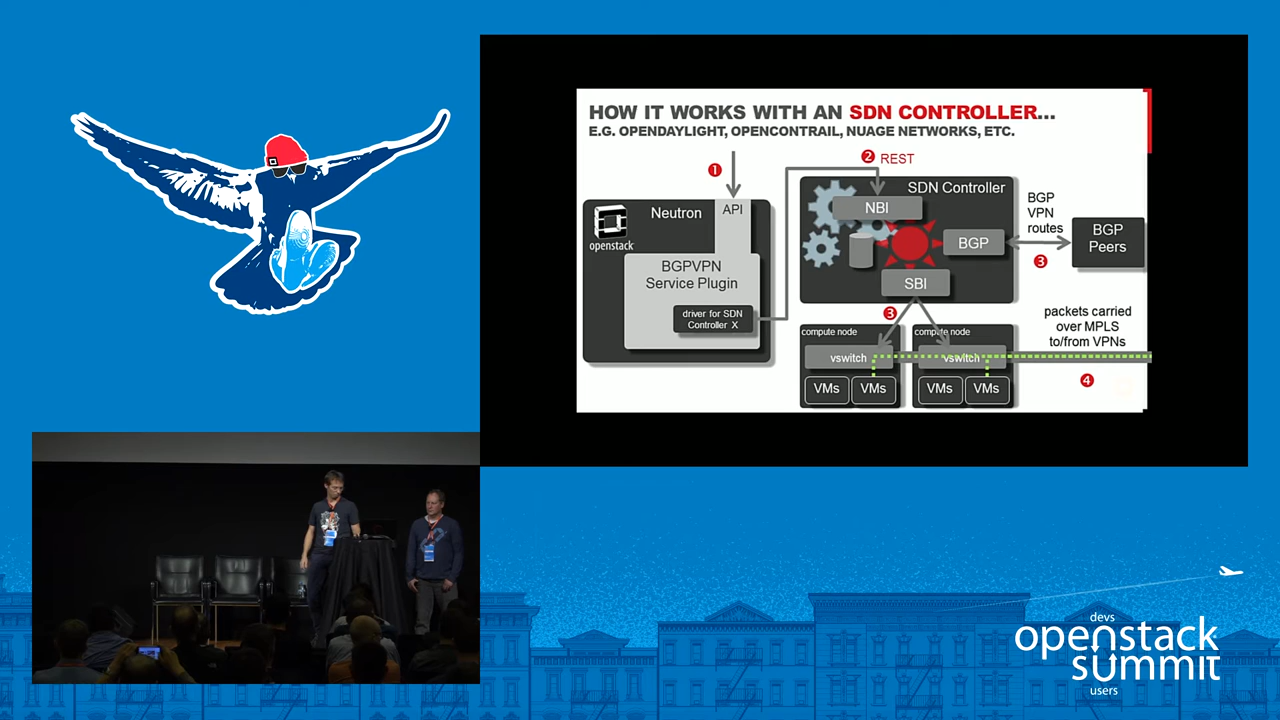 HOW IT WORKS WITH AN SDN CONTROLLER...
E.G. OPENDAYLIGHT, OPENCONTRAIL, NUAGE NETWORKS, ETC.
1
2 REST
openstack
Neutron
API
BGPVPN
Service Plugin
driver for SDN
Controller X
SDN Controller
NBI
BGP
SBI
BGP
VPN
routes
3
BGP
Peers
3
compute node
vswitch
VMs
VMs
compute node
vswitch
VMs
VMs
packets carried
over MPLS
to/from VPNs
4
devs
openstack
summit
users